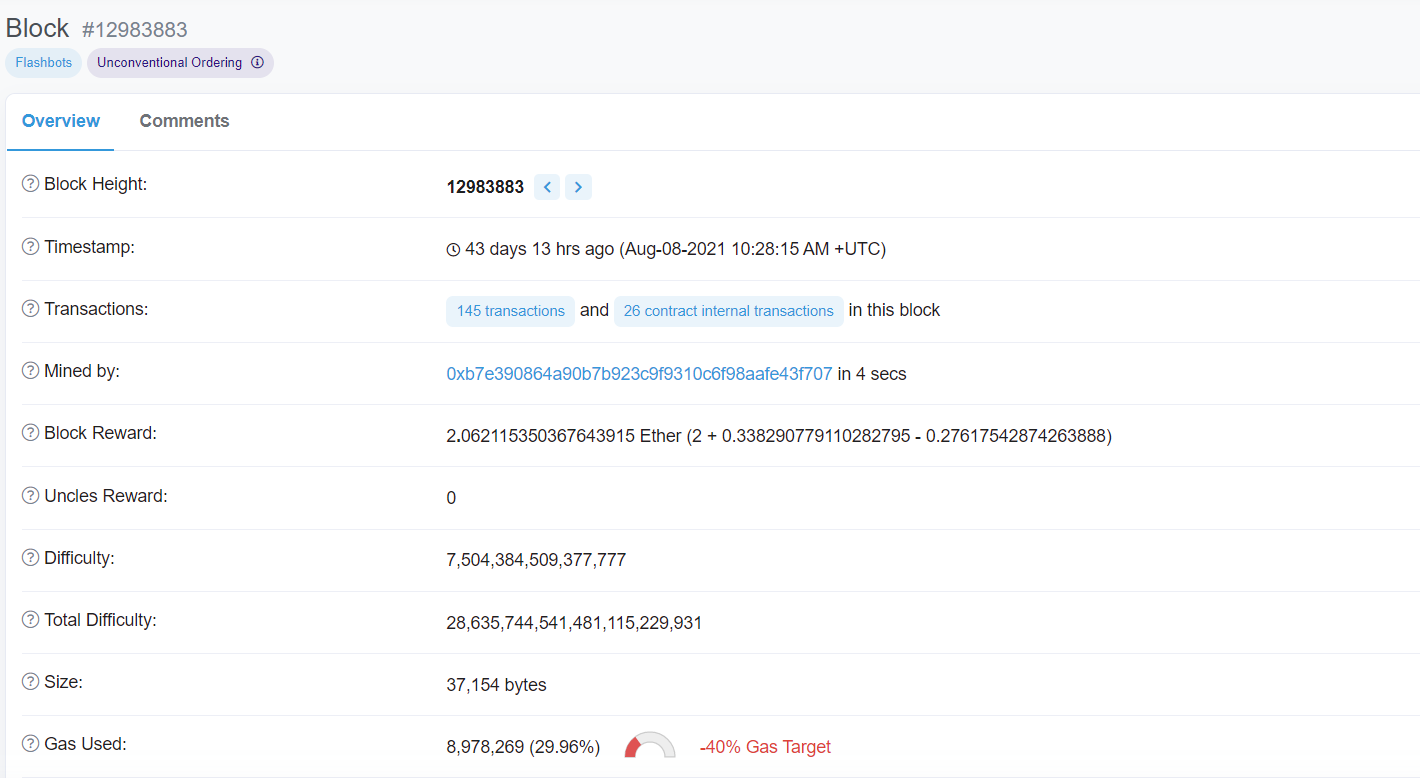 Block #12983883
Flashbots Unconventional Ordering
Overview Comments
Block Height: 12983883
Timestamp: 43 days 13 hrs ago (Aug-08-2021 10:28:15 AM +UTC)
Transactions: 145 transactions and 26 contract internal transactions in this block
Mined by: 0xb7e390864a90b7b923c9f9310c6f98aafe43f707 in 4 secs
Block Reward: 2.062115350367643915 Ether (2 + 0.338290779110282795 - 0.27617542874263888)
Uncles Reward: 0
Difficulty: 7,504,384,509,377,777
Total Difficulty: 28,635,744,541,481,115,229,931
Size: 37,154 bytes
Gas Used: 8,978,269 (29.96%) -40% Gas Target